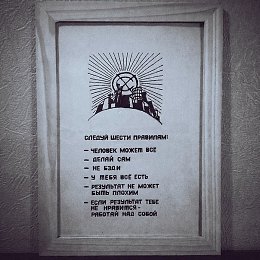 СЛЕДУЙ ШЕСТИ ПРАВИЛАМ:
– ЧЕЛОВЕК МОЖЕТ ВСЁ
– ДЕЛАЙ САМ
– НЕ БЗДИ
– У ТЕБЯ ВСЁ ЕСТЬ
– РЕЗУЛЬТАТ НЕ МОЖЕТ
БЫТЬ ПЛОХИМ
– ЕСЛИ РЕЗУЛЬТАТ ТЕБЕ
НЕ НРАВИТСЯ –
РАБОТАЙ НАД СОБОЙ